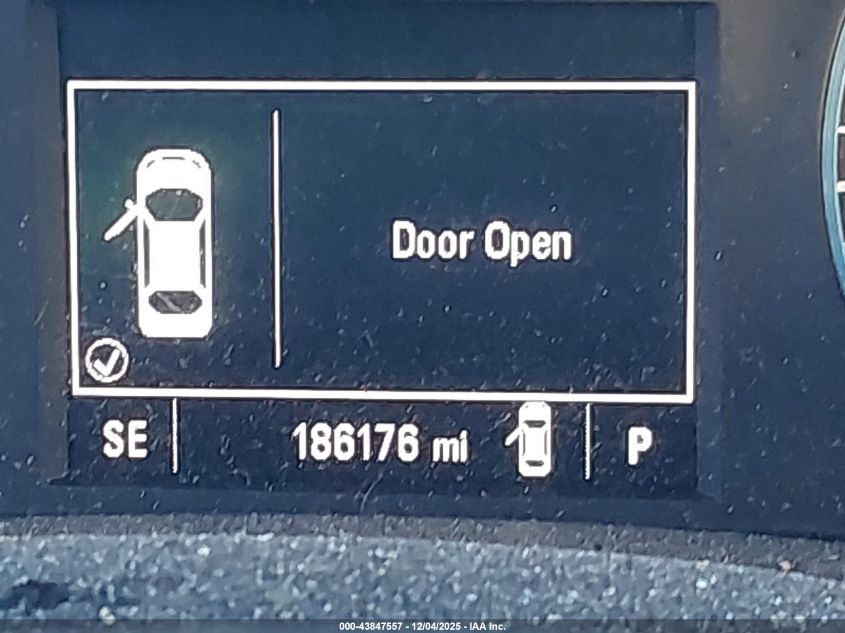 Door Open
SE 186176 mi P
000-43847557 - 12/04/2025 - IAA Inc.